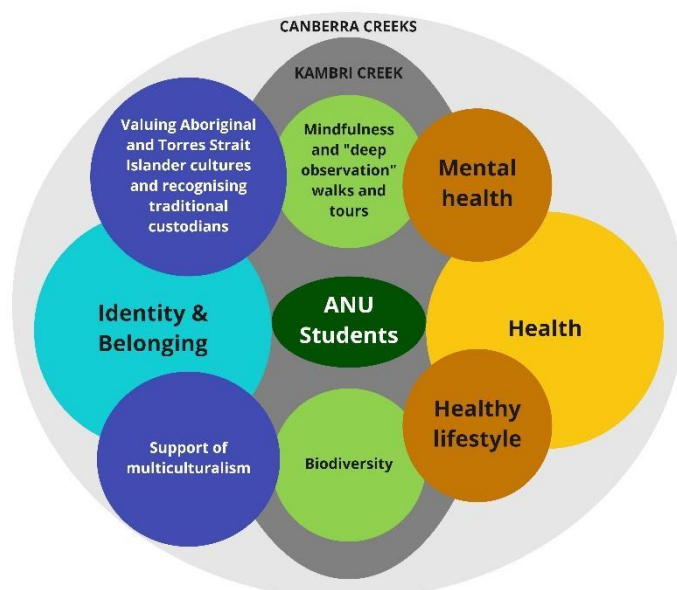 CANBERRA CREEKS
KAMBRI CREEK
Valuing Aboriginal
and Torres Strait
Islander cultures
and recognising
traditional
custodians
Mindfulness
and "deep
observation"
walks and
tours
Mental
health
Identity &
Belonging
ANU
Students
Health
Support of
multiculturalism
Biodiversity
Healthy
lifestyle